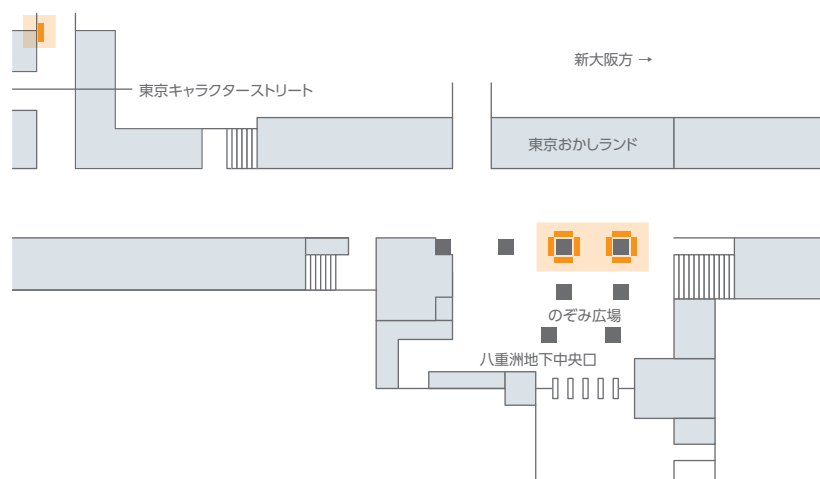 新大阪方 →
東京キャラクターストリート
東京おかしランド
のぞみ広場
八重洲地下中央口